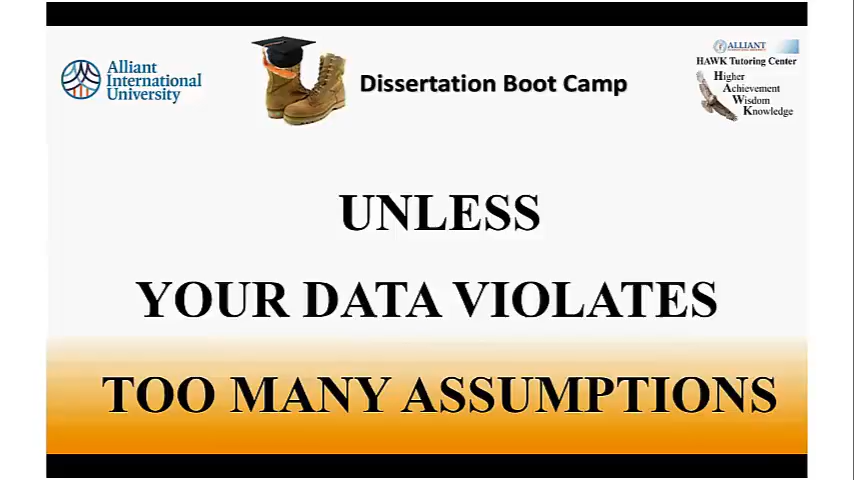 Alliant
International
University
Dissertation Boot Camp
ALLIANT
HAWK Tutoring Center
Higher
Achievement
Wisdom
Knowledge
UNLESS
YOUR DATA VIOLATES
TOO MANY ASSUMPTIONS